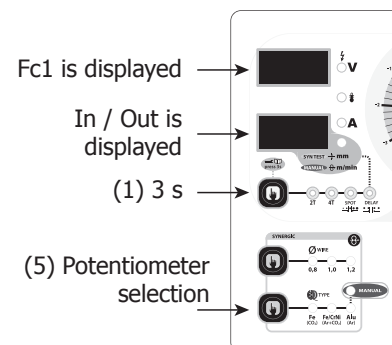 Fc1 is displayed
V
In / Out is
displayed
A
SYN TEST mm
MANUAL m/min
press 3s
(1) 3 s
2T 4T SPOT DELAY
SYNERGIC
WIRE
0,8 1,0 1,2
(5) Potentiometer
selection
MANUAL
TYPE
Fe Fe/CrNi Alu
(CO₂) (Ar+CO₂) (Ar)